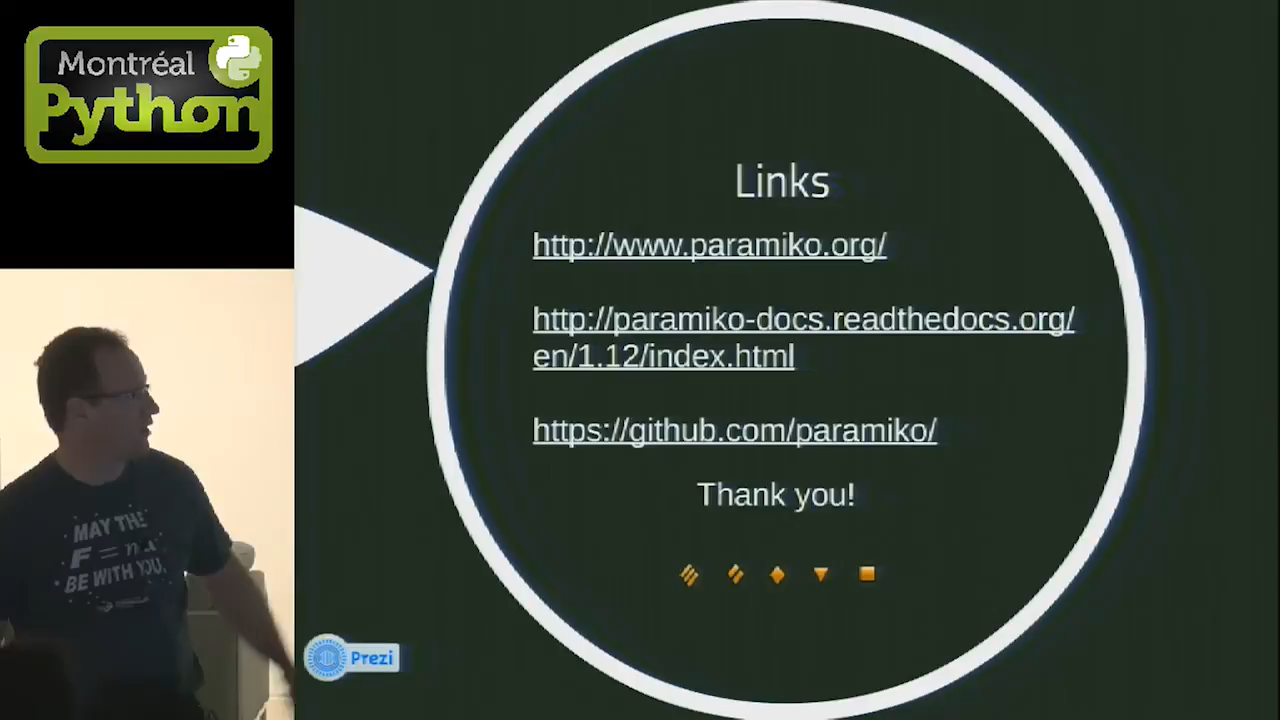 Montréal
Python
Links
http://www.paramiko.org/
http://paramiko-docs.readthedocs.org/
en/1.12/index.html
https://github.com/paramiko/
Thank you!
Prezi
MAY THE
F = m
BE WITH YOU.